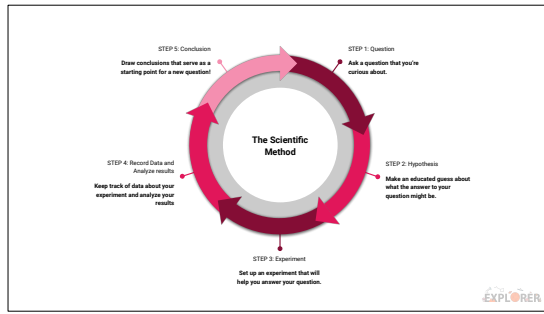 STEP 5: Conclusion
Draw conclusions that serve as a
starting point for a new question!
STEP 1: Question
Ask a question that you're
curious about.
The Scientific
Method
STEP 4: Record Data and
Analyze results
Keep track of data about your
experiment and analyze your
results
STEP 2: Hypothesis
Make an educated guess about
what the answer to your
question might be.
STEP 3: Experiment
Set up an experiment that will
help you answer your question.
EXPLORER